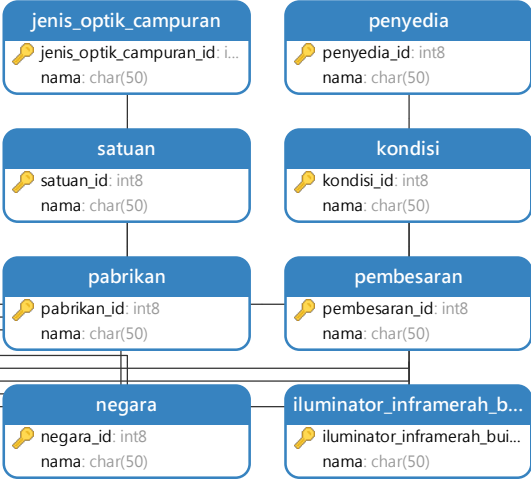 jenis_optik_campuran
jenis_optik_campuran_id: i...
nama: char(50)
penyedia
penyedia_id: int8
nama: char(50)
satuan
satuan_id: int8
nama: char(50)
kondisi
kondisi_id: int8
nama: char(50)
pabrikan
pabrikan_id: int8
nama: char(50)
pembesaran
pembesaran_id: int8
nama: char(50)
negara
negara_id: int8
nama: char(50)
iluminator_inframerah_b...
iluminator_inframerah_bui...
nama: char(50)